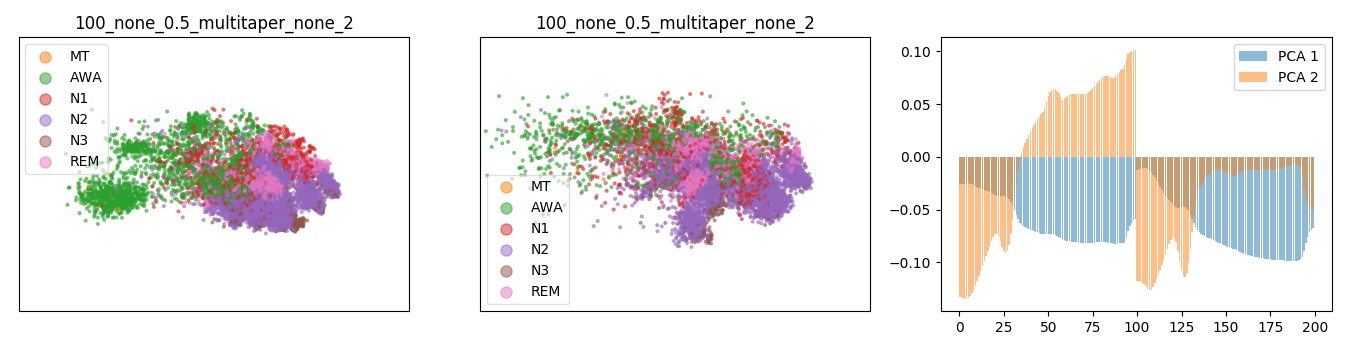 100_none_0.5_multitaper_none_2
MT
AWA
N1
N2
N3
REM
100_none_0.5_multitaper_none_2
MT
AWA
N1
N2
N3
REM
PCA 1
PCA 2
0.10
0.05
0.00
−0.05
−0.10
0 25 50 75 100 125 150 175 200